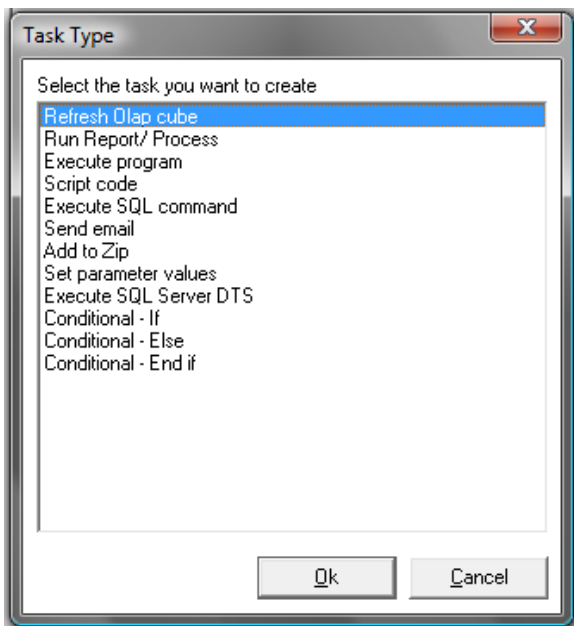 Task Type
Select the task you want to create
Refresh Olap cube
Run Report/ Process
Execute program
Script code
Execute SQL command
Send email
Add to Zip
Set parameter values
Execute SQL Server DTS
Conditional - If
Conditional - Else
Conditional - End if
Ok Cancel